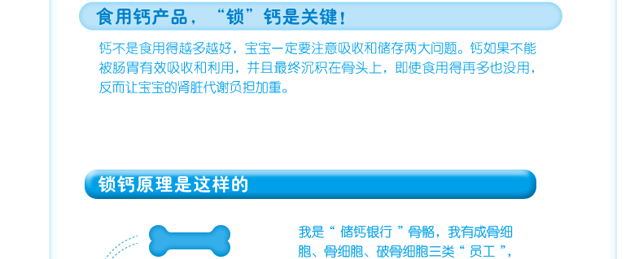 食用钙产品，“锁”钙是关键！
钙不是食用得越多越好，宝宝一定要注意吸收和储存两大问题。钙如果不能
被肠胃有效吸收和利用，并且最终沉积在骨头上，即使食用得再多也没用，
反而让宝宝的肾脏代谢负担加重。
锁钙原理是这样的
我是“储钙银行”骨骼，我有成骨细
胞、骨细胞、破骨细胞三类“员工”，